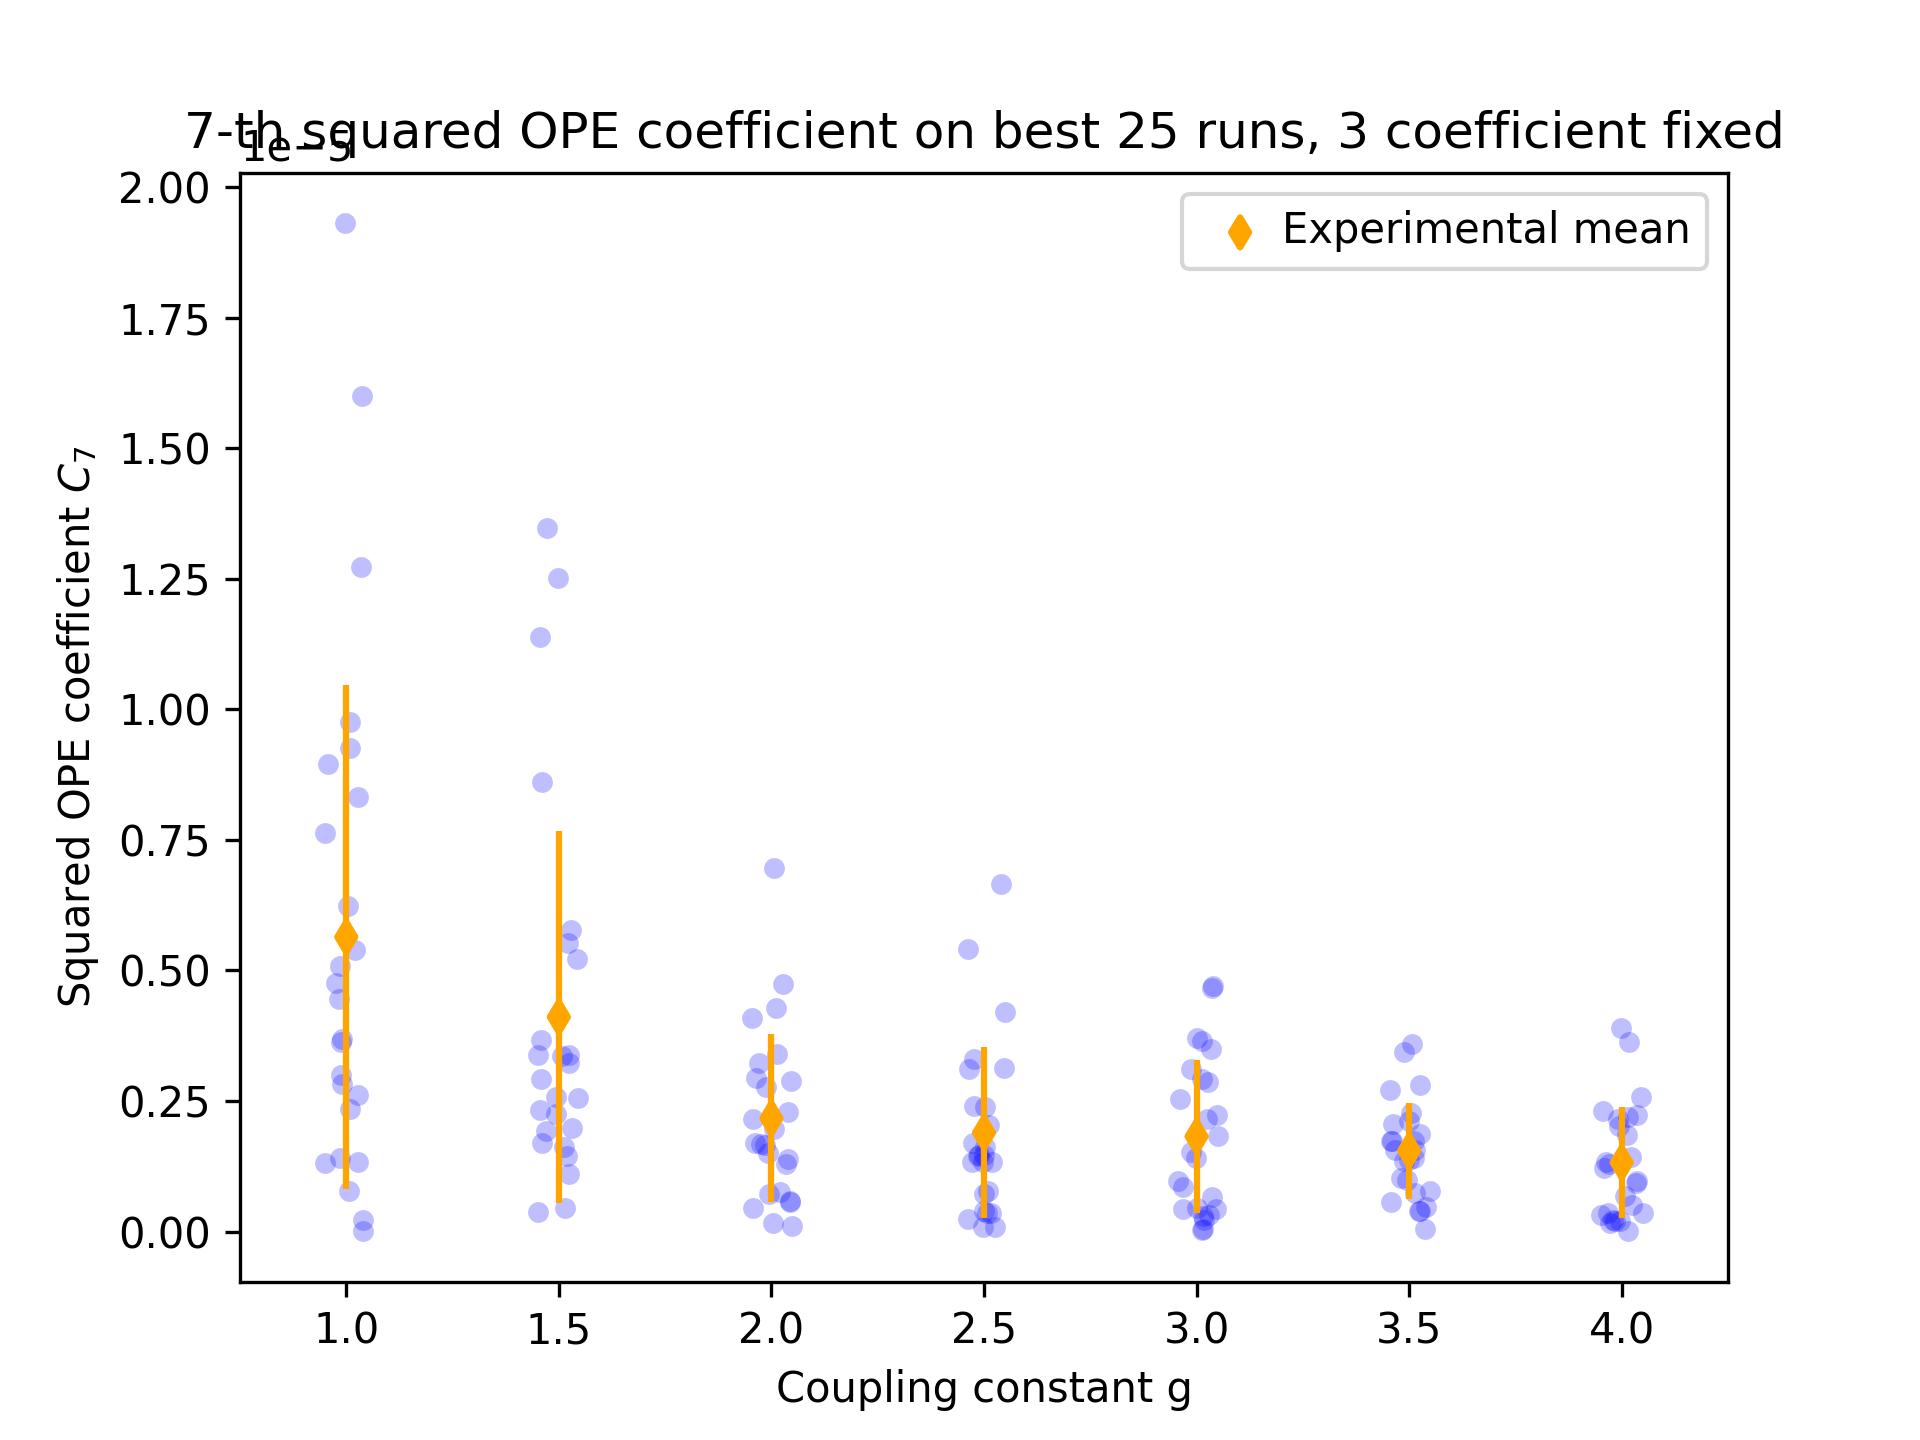 7-th squared OPE coefficient on best 25 runs, 3 coefficient fixed
1e−5
Experimental mean
Squared OPE coefficient C₇
2.00
1.75
1.50
1.25
1.00
0.75
0.50
0.25
0.00
1.0 1.5 2.0 2.5 3.0 3.5 4.0
Coupling constant g